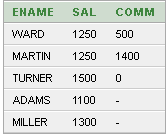 ENAME SAL COMM
WARD 1250 500
MARTIN 1250 1400
TURNER 1500 0
ADAMS 1100 -
MILLER 1300 -